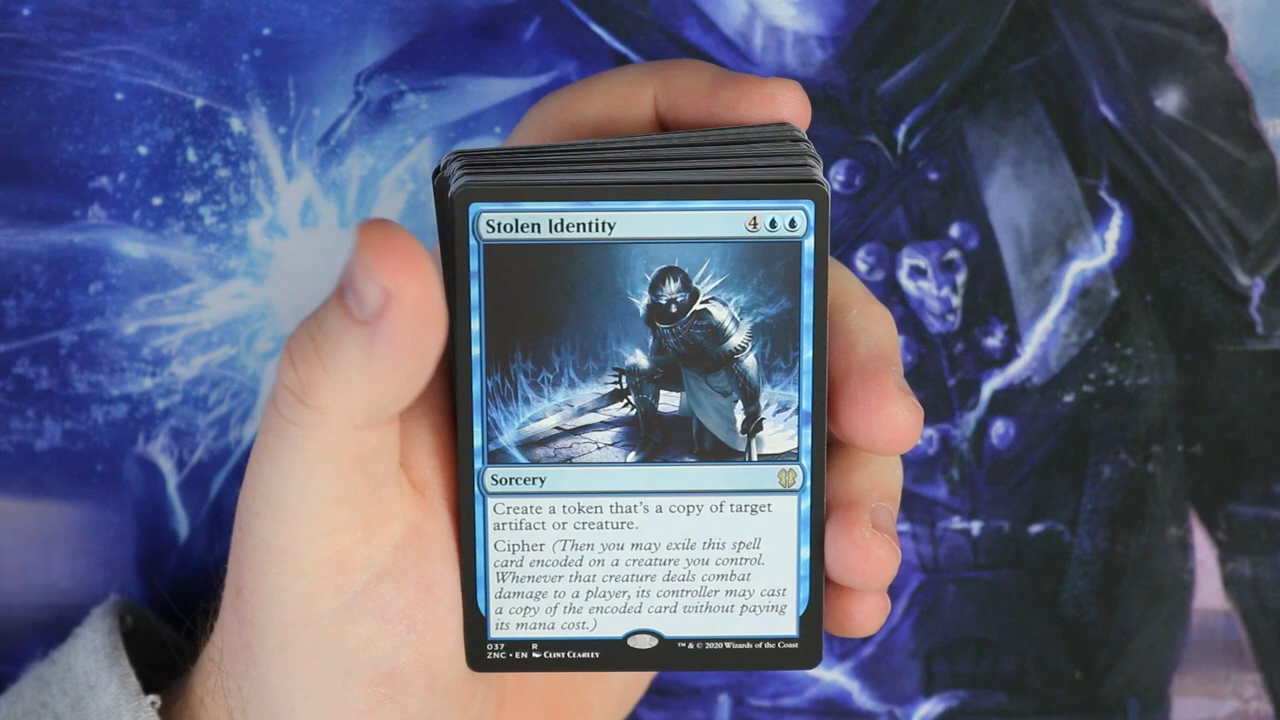 Stolen Identity 4
Sorcery
Create a token that's a copy of target
artifact or creature.
Cipher (Then you may exile this spell
card encoded on a creature you control.
Whenever that creature deals combat
damage to a player, its controller may cast
a copy of the encoded card without paying
its mana cost.)
037 R
ZNC • EN Clint Cearley ™ & © 2020 Wizards of the Coast